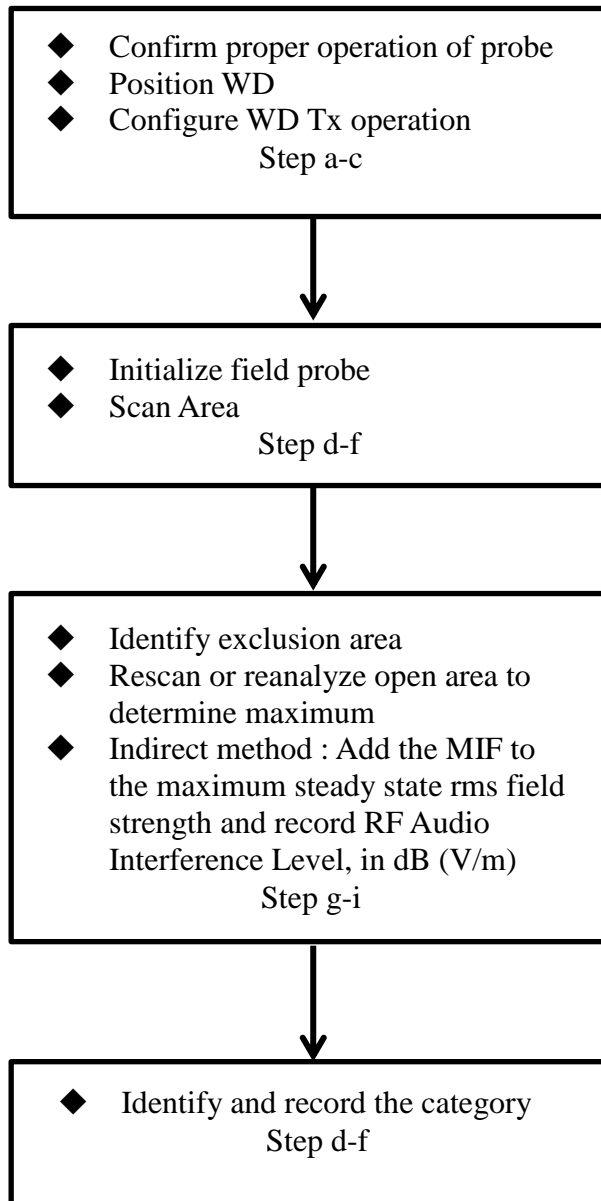 ◆ Confirm proper operation of probe
◆ Position WD
◆ Configure WD Tx operation
Step a-c
◆ Initialize field probe
◆ Scan Area
Step d-f
◆ Identify exclusion area
◆ Rescan or reanalyze open area to
determine maximum
◆ Indirect method : Add the MIF to
the maximum steady state rms field
strength and record RF Audio
Interference Level, in dB (V/m)
Step g-i
◆ Identify and record the category
Step d-f